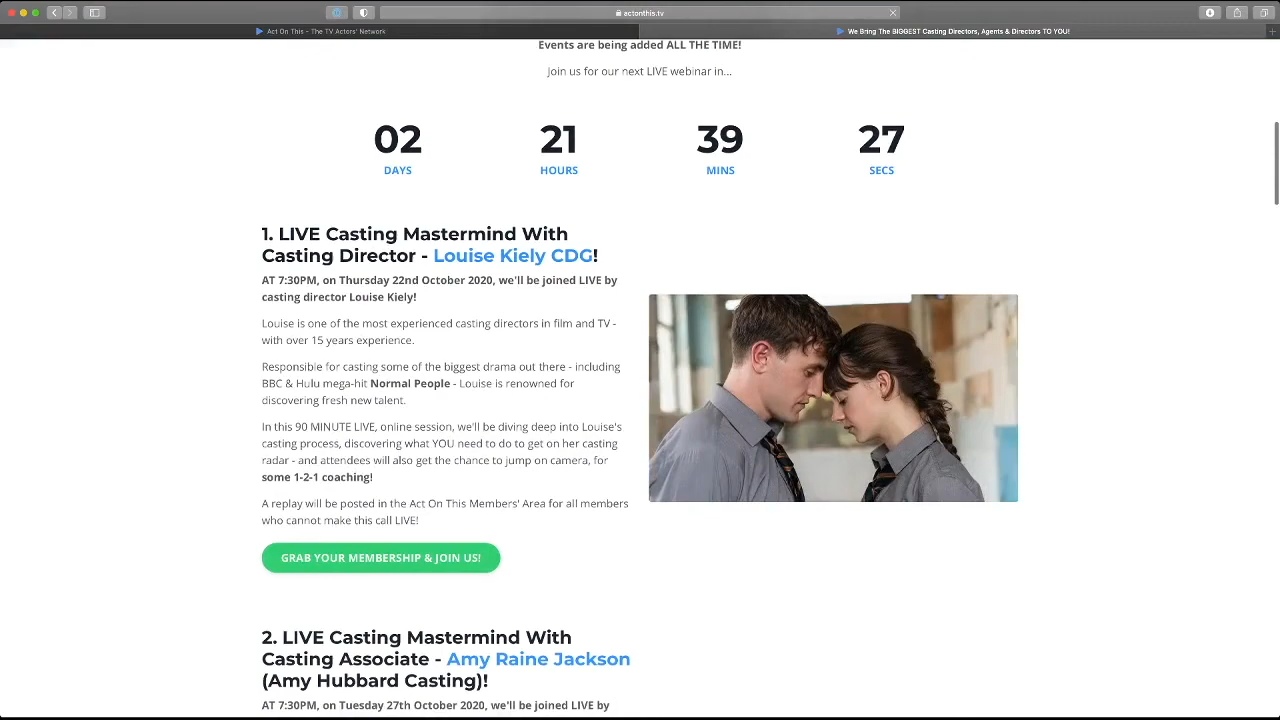 actonthis.tv
Act On This - The TV Actors' Network
We Bring The BIGGEST Casting Directors, Agents & Directors TO YOU!
Events are being added ALL THE TIME!
Join us for our next LIVE webinar in...
02 21 39 27
DAYS HOURS MINS SECS
1. LIVE Casting Mastermind With
Casting Director - Louise Kiely CDG!
AT 7:30PM, on Thursday 22nd October 2020, we'll be joined LIVE by
casting director Louise Kiely!
Louise is one of the most experienced casting directors in film and TV -
with over 15 years experience.
Responsible for casting some of the biggest drama out there - including
BBC & Hulu mega-hit Normal People - Louise is renowned for
discovering fresh new talent.
In this 90 MINUTE LIVE, online session, we'll be diving deep into Louise's
casting process, discovering what YOU need to do to get on her casting
radar - and attendees will also get the chance to jump on camera, for
some 1-2-1 coaching!
A replay will be posted in the Act On This Members' Area for all members
who cannot make this call LIVE!
GRAB YOUR MEMBERSHIP & JOIN US!
2. LIVE Casting Mastermind With
Casting Associate - Amy Raine Jackson
(Amy Hubbard Casting)!
AT 7:30PM, on Tuesday 27th October 2020, we'll be joined LIVE by